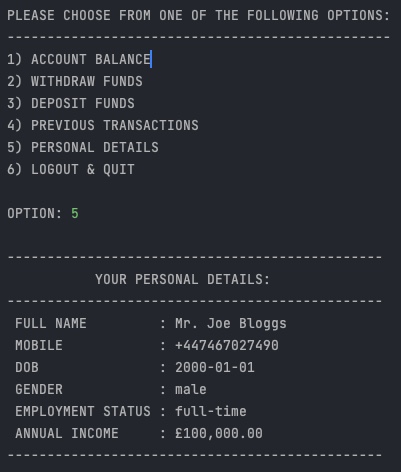 PLEASE CHOOSE FROM ONE OF THE FOLLOWING OPTIONS:
------------------------------------------------
1) ACCOUNT BALANCE
2) WITHDRAW FUNDS
3) DEPOSIT FUNDS
4) PREVIOUS TRANSACTIONS
5) PERSONAL DETAILS
6) LOGOUT & QUIT
OPTION: 5
-----------------------------------------------
YOUR PERSONAL DETAILS:
-----------------------------------------------
FULL NAME         : Mr. Joe Bloggs
MOBILE            : +447467027490
DOB               : 2000-01-01
GENDER            : male
EMPLOYMENT STATUS : full-time
ANNUAL INCOME     : £100,000.00
-----------------------------------------------